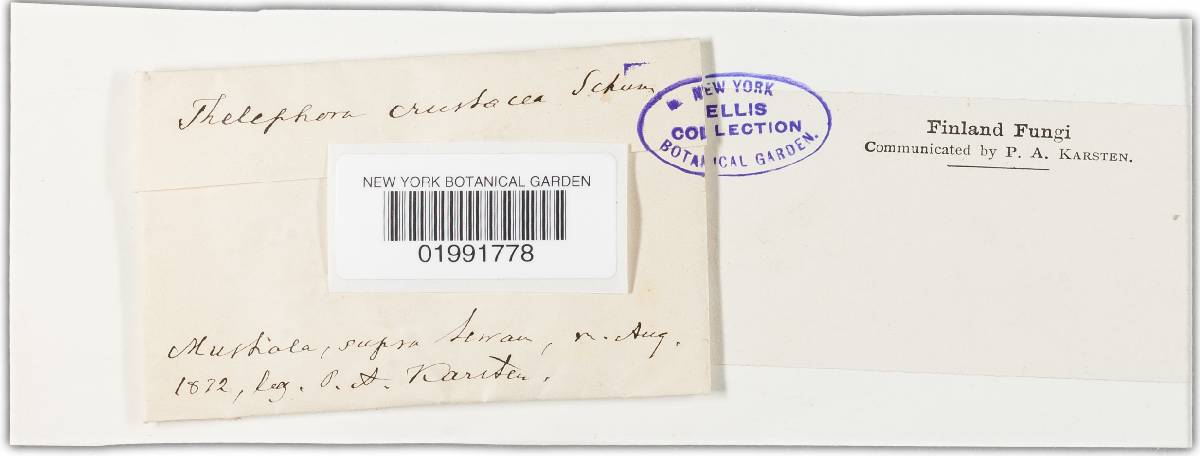 Thelephora crustacea Schum
NEW YORK
ELLIS
COLLECTION
BOTANICAL GARDEN.
Finland Fungi
Communicated by P. A. KARSTEN.
NEW YORK BOTANICAL GARDEN
01991778
Mustiala, supra terram, m. Aug.
1872, leg. P. A. Karsten.